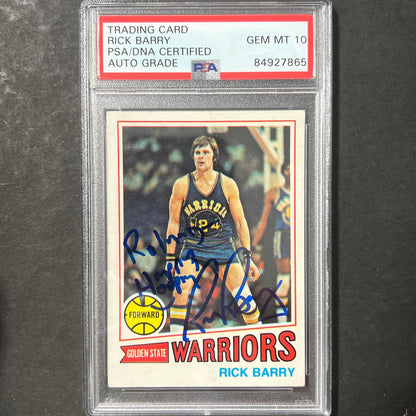 TRADING CARD
RICK BARRY
PSA/DNA CERTIFIED
AUTO GRADE
GEM MT 10
84927865
PSA
WARRIORS
24
FORWARD
GOLDEN STATE
WARRIORS
RICK BARRY